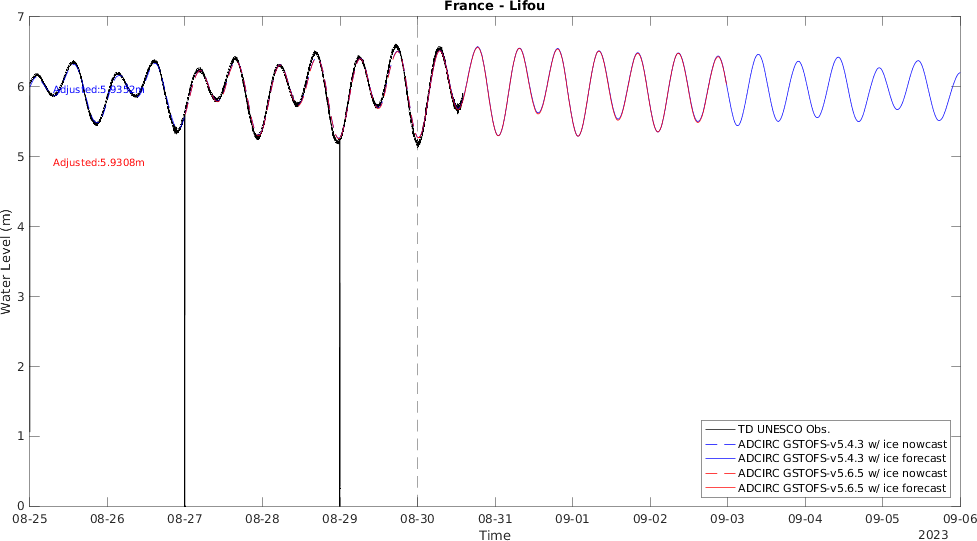 France - Lifou
7
6
5
4
3
2
1
0
Water Level (m)
Adjusted:5.9352m
Adjusted:5.9308m
TD UNESCO Obs.
ADCIRC GSTOFS-v5.4.3 w/ ice nowcast
ADCIRC GSTOFS-v5.4.3 w/ ice forecast
ADCIRC GSTOFS-v5.6.5 w/ ice nowcast
ADCIRC GSTOFS-v5.6.5 w/ ice forecast
08-25 08-26 08-27 08-28 08-29 08-30 08-31 09-01 09-02 09-03 09-04 09-05 09-06
Time
2023